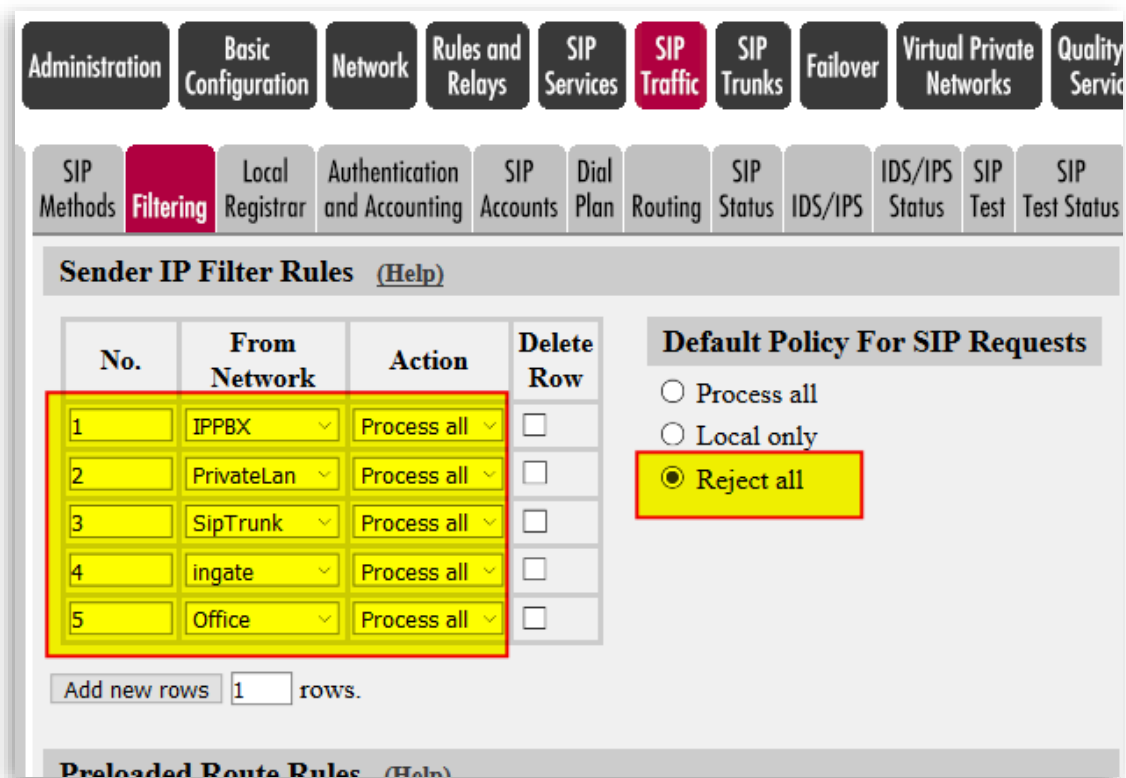 Administration
Basic
Configuration
Network
Rules and
Relays
SIP
Services
SIP
Traffic
SIP
Trunks
Failover
Virtual Private
Networks
Quality
SIP
Methods
Filtering
Local
Registrar
Authentication
and Accounting
SIP
Accounts
Dial
Plan
Routing
SIP
Status
IDS/IPS
IDS/IPS
Status
SIP
Test
SIP
Test Status
Sender IP Filter Rules (Help)
No.
From
Network
Action
Delete
Row
1 IPPBX Process all
2 PrivateLan Process all
3 SipTrunk Process all
4 ingate Process all
5 Office Process all
Add new rows 1 rows.
Default Policy For SIP Requests
Process all
Local only
Reject all
Preloaded Route Rules (Help)